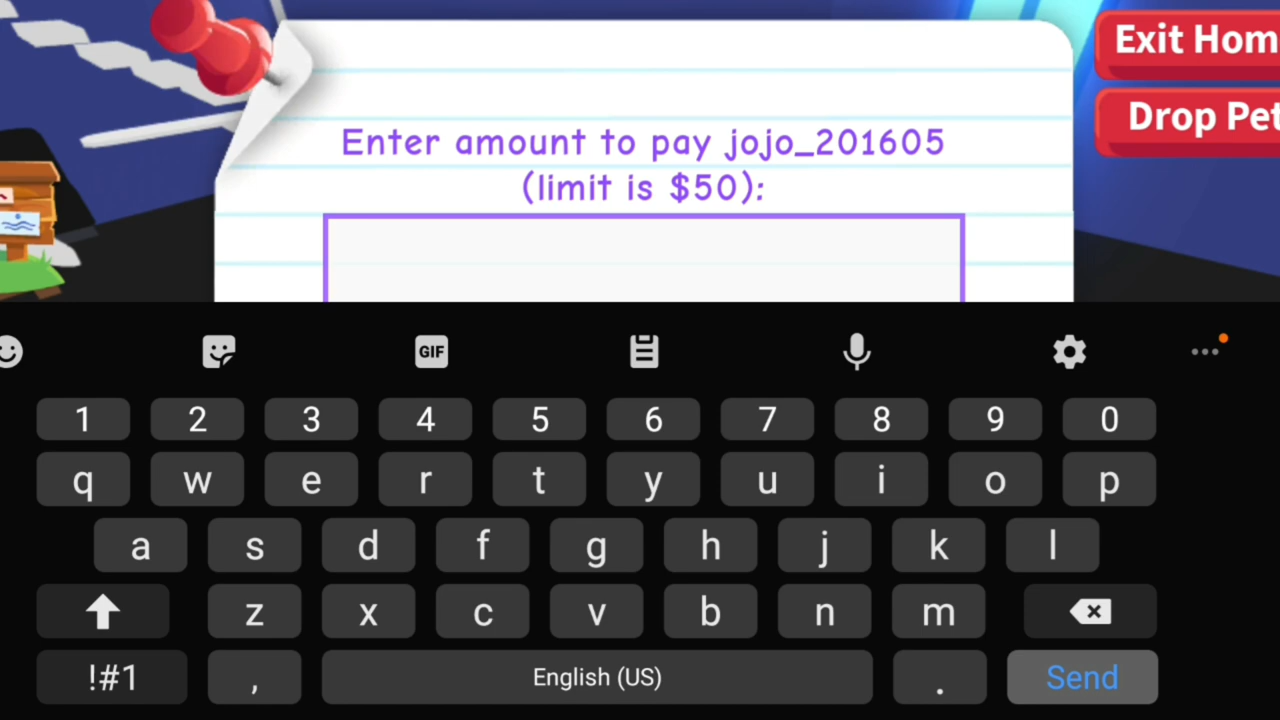 Exit Hom
Drop Pet
Enter amount to pay jojo_201605
(limit is $50):
GIF
1 2 3 4 5 6 7 8 9 0
q w e r t y u i o p
a s d f g h j k l
z x c v b n m
!#1 , English (US) . Send